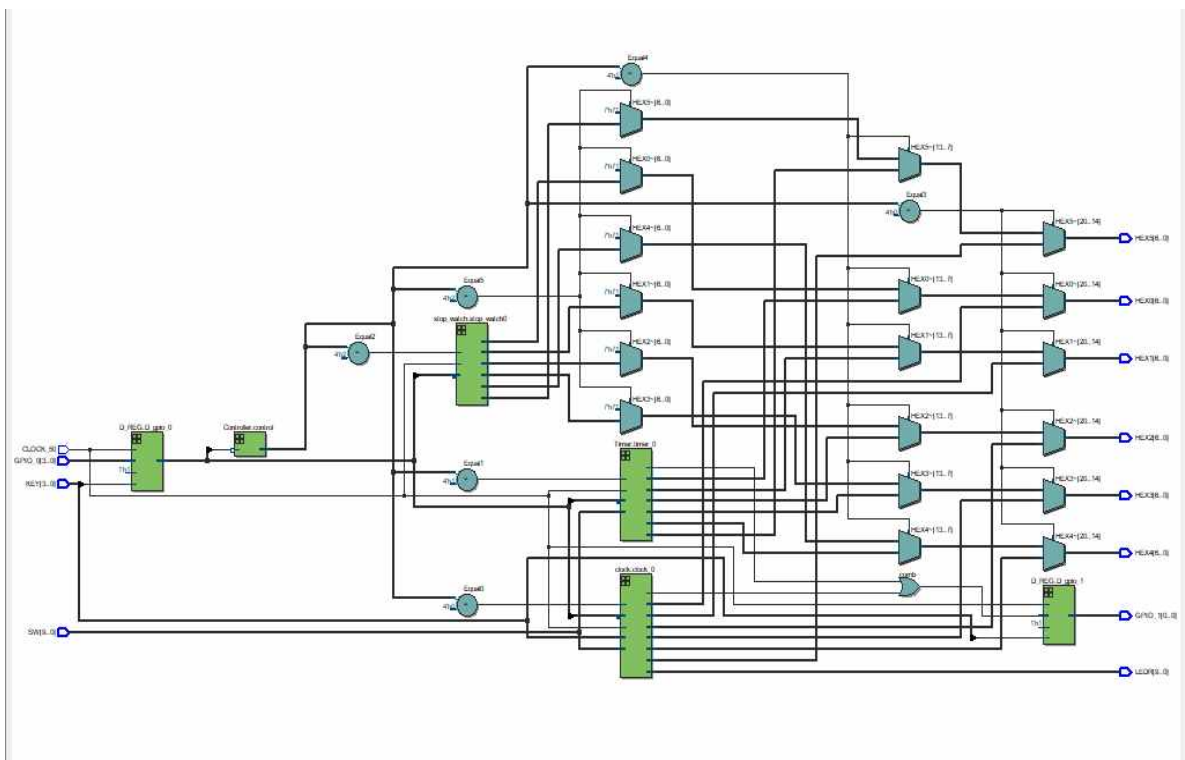 Equal4
HEX5~[6..0]
HEX5~[13..7]
HEX0~[6..0]
Equal3
HEX4~[6..0]
HEX5~[20..14]
HEX5[6..0]
HEX1~[6..0]
HEX0~[13..7]
HEX0~[20..14]
HEX0[6..0]
Equal5
stop_watch:stop_watch0
HEX2~[6..0]
HEX1~[13..7]
HEX1~[20..14]
HEX1[6..0]
Equal2
HEX3~[6..0]
HEX2~[13..7]
HEX2~[20..14]
HEX2[6..0]
D_REG:D_gpio_0
Controller:control
Timer:timer_0
CLOCK_50
GPIO_0[3..0]
KEY[3..0]
Equal1
HEX3~[13..7]
HEX3~[20..14]
HEX3[6..0]
HEX4~[13..7]
HEX4~[20..14]
HEX4[6..0]
clock:clock_0
comb
D_REG:D_gpio_1
Equal0
GPIO_1[0..0]
SW[9..0]
LEDR[9..0]